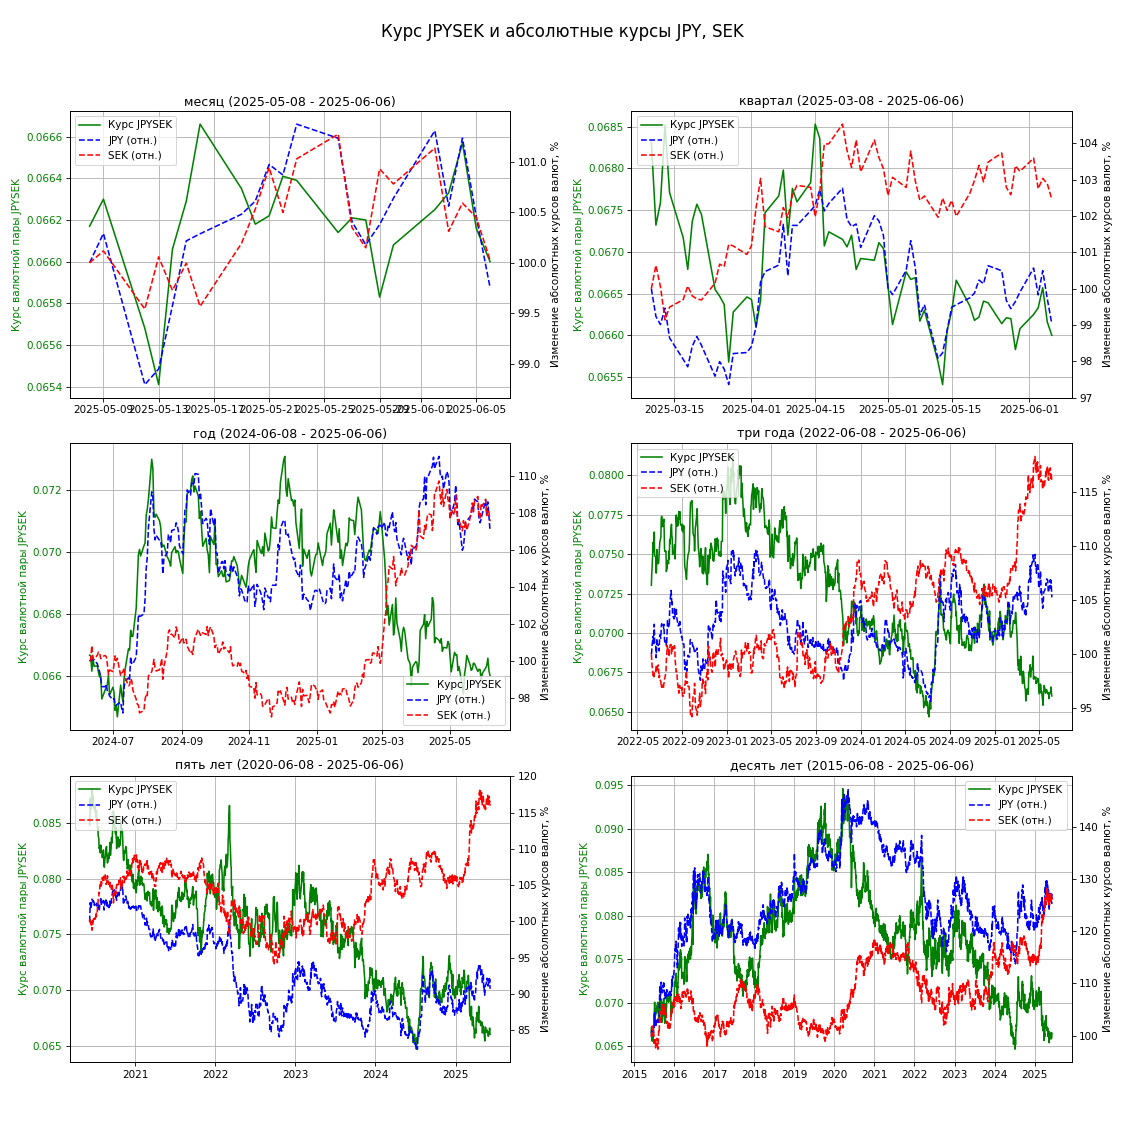 Курс JPYSEK и абсолютные курсы JPY, SEK
месяц (2025-05-08 - 2025-06-06)
Курс валютной пары JPYSEK
0.0666
0.0664
0.0662
0.0660
0.0658
0.0656
0.0654
Курс JPYSEK
JPY (отн.)
SEK (отн.)
101.0
100.5
100.0
99.5
99.0
Изменение абсолютных курсов валют, %
2025-05-09 2025-05-13 2025-05-17 2025-05-21 2025-05-25 2025-05-29 2025-06-01 2025-06-05
квартал (2025-03-08 - 2025-06-06)
Курс валютной пары JPYSEK
0.0685
0.0680
0.0675
0.0670
0.0665
0.0660
0.0655
Курс JPYSEK
JPY (отн.)
SEK (отн.)
104
103
102
101
100
99
98
97
Изменение абсолютных курсов валют, %
2025-03-15 2025-04-01 2025-04-15 2025-05-01 2025-05-15 2025-06-01
год (2024-06-08 - 2025-06-06)
Курс валютной пары JPYSEK
0.072
0.070
0.068
0.066
Курс JPYSEK
JPY (отн.)
SEK (отн.)
110
108
106
104
102
100
98
Изменение абсолютных курсов валют, %
2024-07 2024-09 2024-11 2025-01 2025-03 2025-05
три года (2022-06-08 - 2025-06-06)
Курс валютной пары JPYSEK
0.0800
0.0775
0.0750
0.0725
0.0700
0.0675
0.0650
Курс JPYSEK
JPY (отн.)
SEK (отн.)
115
110
105
100
95
Изменение абсолютных курсов валют, %
2022-05 2022-09 2023-01 2023-05 2023-09 2024-01 2024-05 2024-09 2025-01 2025-05
пять лет (2020-06-08 - 2025-06-06)
Курс валютной пары JPYSEK
0.085
0.080
0.075
0.070
0.065
Курс JPYSEK
JPY (отн.)
SEK (отн.)
120
115
110
105
100
95
90
85
Изменение абсолютных курсов валют, %
2021 2022 2023 2024 2025
десять лет (2015-06-08 - 2025-06-06)
Курс валютной пары JPYSEK
0.095
0.090
0.085
0.080
0.075
0.070
0.065
Курс JPYSEK
JPY (отн.)
SEK (отн.)
140
130
120
110
100
Изменение абсолютных курсов валют, %
2015 2016 2017 2018 2019 2020 2021 2022 2023 2024 2025